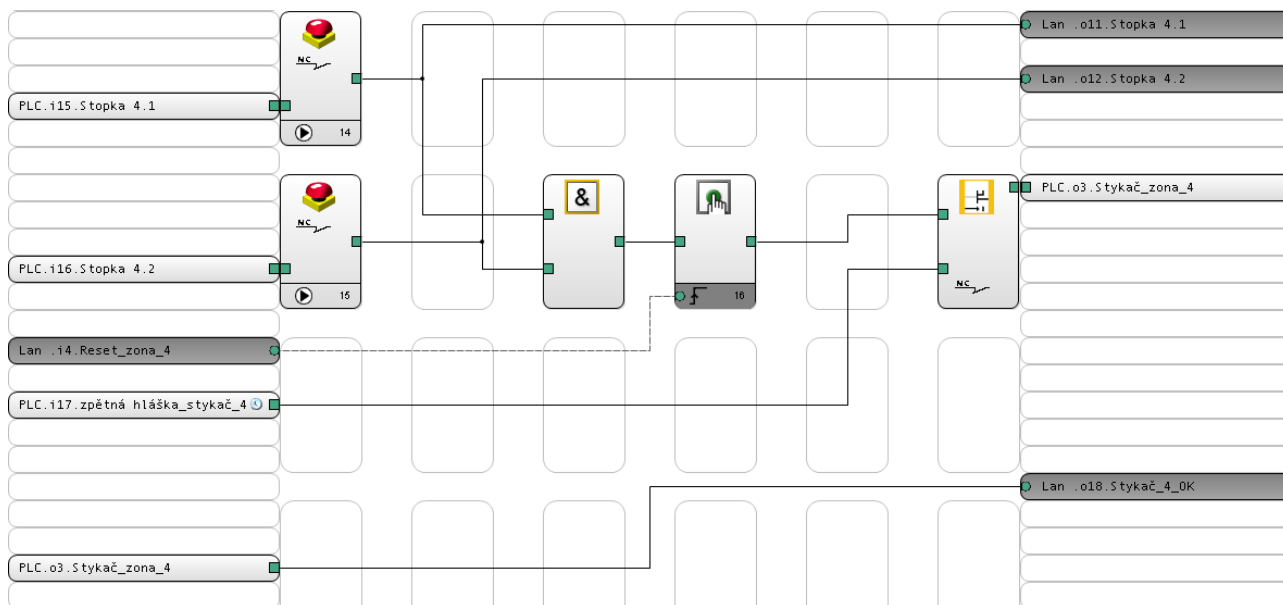 Lan .o11.Stopka 4.1
NC
Lan .o12.Stopka 4.2
PLC.i15.Stopka 4.1
14
&
PLC.o3.Stykač_zona_4
NC
PLC.i16.Stopka 4.2
15
16
NC
Lan .i4.Reset_zona_4
PLC.i17.zpětná hláška_stykač_4
Lan .o18.Stykač_4_OK
PLC.o3.Stykač_zona_4